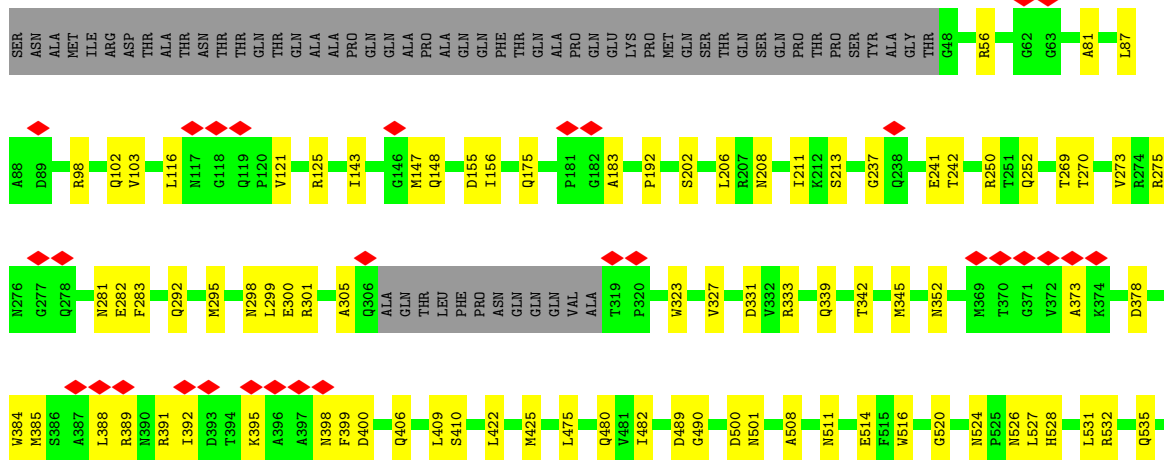 SER ASN ALA MET ILE ARG ASP THR ALA THR ASN THR THR GLN THR GLN ALA ALA PRO GLN GLN ALA PRO ALA GLN GLN PHE THR GLN ALA PRO GLN GLU LYS PRO MET GLN SER THR GLN SER GLN PRO THR PRO SER TYR ALA GLY THR G48 R56 G62 G63 A81 L87
A88 D89 R98 Q102 V103 L116 N117 G118 Q119 P120 V121 R125 I143 G146 M147 Q148 D155 I156 Q175 P181 G182 A183 P192 S202 L206 R207 N208 I211 K212 S213 G237 Q238 E241 T242 R250 T251 Q252 T269 T270 V273 R274 R275
N276 G277 Q278 N281 E282 F283 Q292 M295 N298 L299 E300 R301 A305 Q306 ALA GLN THR LEU PHE PRO ASN GLN GLN VAL ALA T319 P320 W323 V327 D331 V332 R333 Q339 T342 M345 N352 M369 T370 G371 V372 A373 K374 D378
W384 M385 S386 A387 L388 R389 N390 R391 I392 D393 T394 K395 A396 A397 N398 F399 D400 Q406 L409 S410 L422 M425 L475 Q480 V481 I482 D489 G490 D500 N501 A508 N511 E514 F515 W516 G520 N524 P525 N526 L527 H528 L531 R532 Q535